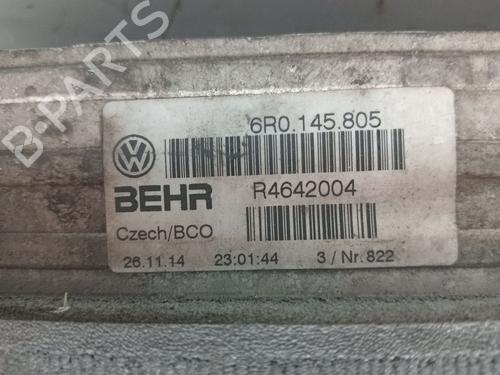 B-PARTS
6R0.145.805
BEHR
R4642004
Czech/BCO
26.11.14 23:01:44 3 / Nr. 822